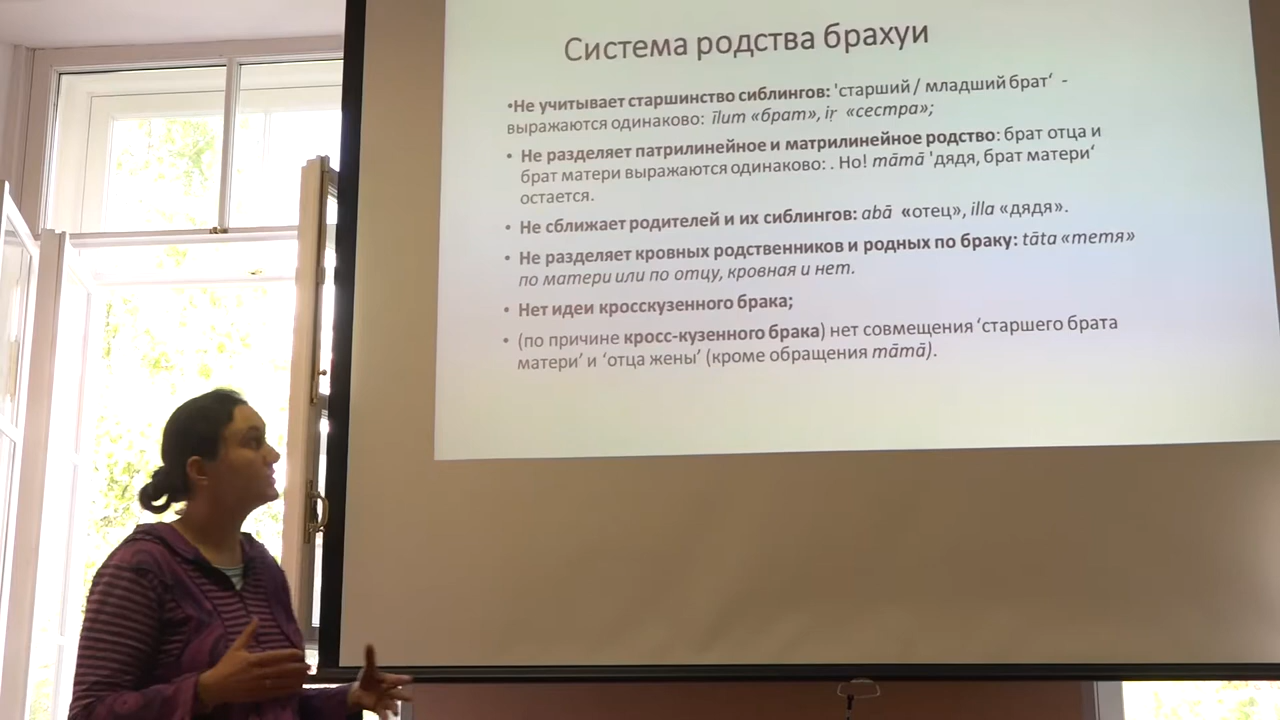 Система родства брахуи
•Не учитывает старшинство сиблингов: 'старший / младший брат‘ -
выражаются одинаково: īlum «брат», iṛ «сестра»;
• Не разделяет патрилинейное и матрилинейное родство: брат отца и
брат матери выражаются одинаково: . Но! māmā 'дядя, брат матери‘
остается.
• Не сближает родителей и их сиблингов: abā «отец», illa «дядя».
• Не разделяет кровных родственников и родных по браку: tāta «тетя»
по матери или по отцу, кровная и нет.
• Нет идеи кросскузенного брака;
• (по причине кросс-кузенного брака) нет совмещения ‘старшего брата
матери’ и ‘отца жены’ (кроме обращения māmā).